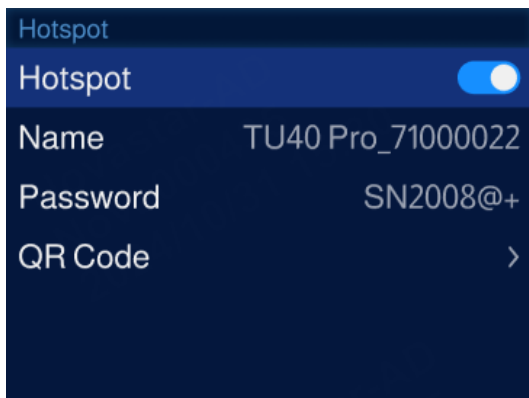 Hotspot
Hotspot
Name TU40 Pro_71000022
Password SN2008@+
QR Code >